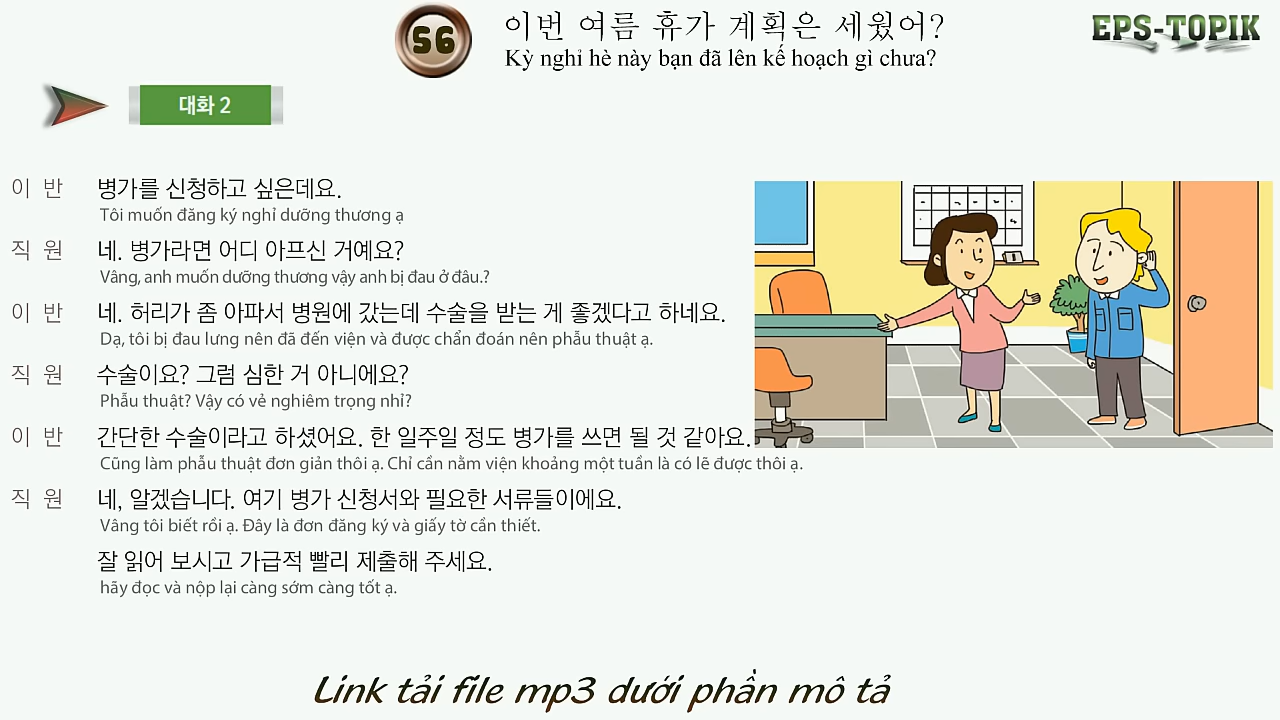 56
이번 여름 휴가 계획은 세웠어?
Kỳ nghỉ hè này bạn đã lên kế hoạch gì chưa?
EPS-TOPIK
대화 2
이 반 병가를 신청하고 싶은데요.
Tôi muốn đăng ký nghỉ dưỡng thương ạ
직 원 네. 병가라면 어디 아프신 거예요?
Vâng, anh muốn dưỡng thương vậy anh bị đau ở đâu.?
이 반 네. 허리가 좀 아파서 병원에 갔는데 수술을 받는 게 좋겠다고 하네요.
Dạ, tôi bị đau lưng nên đã đến viện và được chẩn đoán nên phẫu thuật ạ.
직 원 수술이요? 그럼 심한 거 아니에요?
Phẫu thuật? Vậy có vẻ nghiêm trọng nhỉ?
이 반 간단한 수술이라고 하셨어요. 한 일주일 정도 병가를 쓰면 될 것 같아요.
Cũng làm phẫu thuật đơn giản thôi ạ. Chỉ cần nằm viện khoảng một tuần là có lẽ được thôi ạ.
직 원 네, 알겠습니다. 여기 병가 신청서와 필요한 서류들이에요.
Vâng tôi biết rồi ạ. Đây là đơn đăng ký và giấy tờ cần thiết.
잘 읽어 보시고 가급적 빨리 제출해 주세요.
hãy đọc và nộp lại càng sớm càng tốt ạ.
Link tải file mp3 dưới phần mô tả